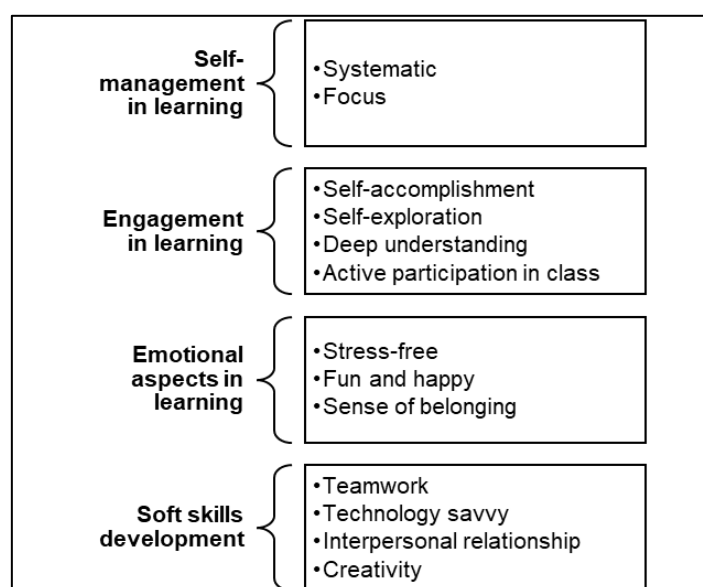 Self-
management
in learning
•Systematic
•Focus
Engagement
in learning
•Self-accomplishment
•Self-exploration
•Deep understanding
•Active participation in class
Emotional
aspects in
learning
•Stress-free
•Fun and happy
•Sense of belonging
Soft skills
development
•Teamwork
•Technology savvy
•Interpersonal relationship
•Creativity